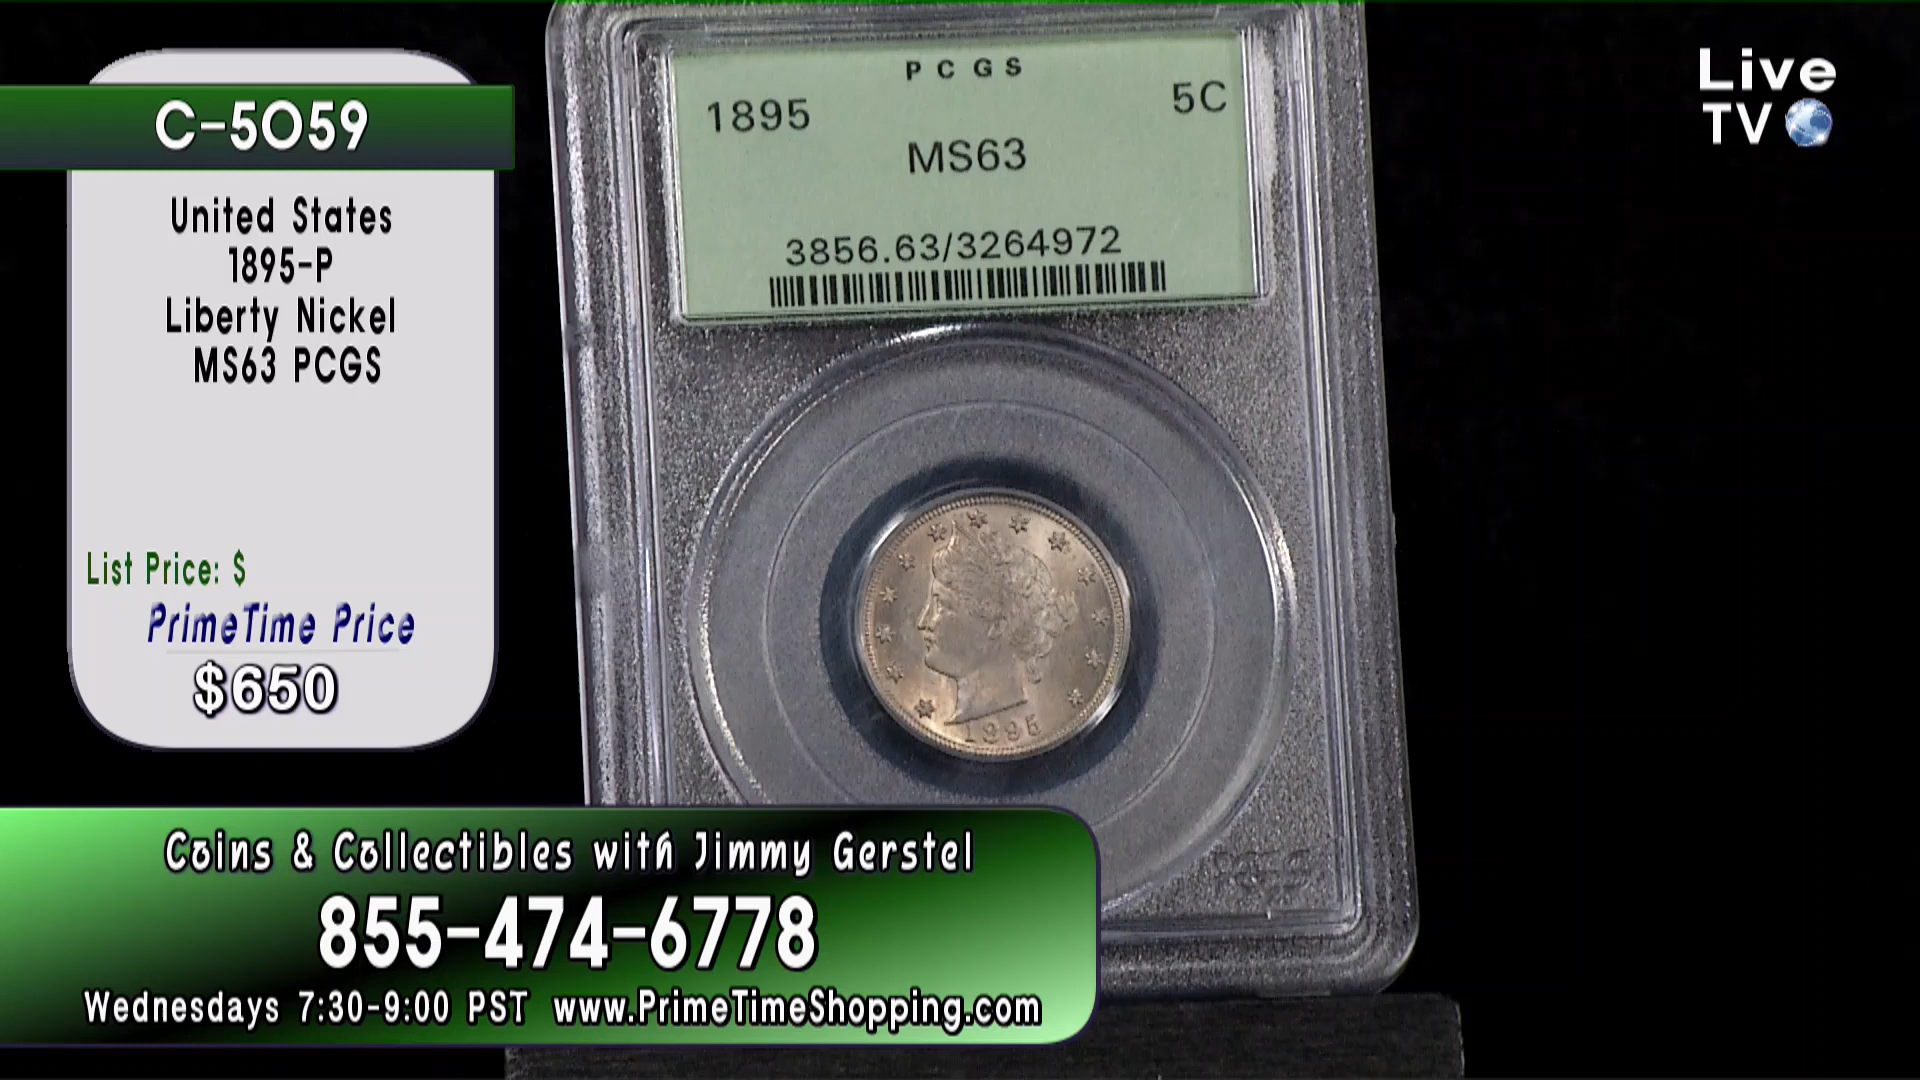 C-5059
United States
1895-P
Liberty Nickel
MS63 PCGS
List Price: $
PrimeTime Price
$650
PCGS
1895
5C
MS63
3856.63/3264972
1895
PCGS
Live
TV
Coins & Collectibles with Jimmy Gerstel
855-474-6778
Wednesdays 7:30-9:00 PST www.PrimeTimeShopping.com